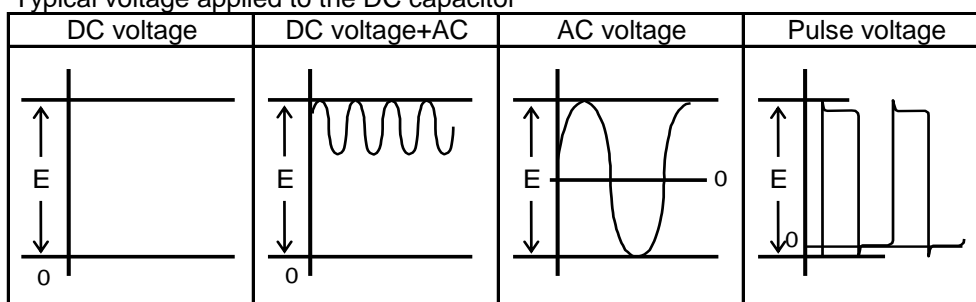 Typical voltage applied to the DC capacitor
DC voltage DC voltage+AC AC voltage Pulse voltage
E E E 0 E
0
0 0